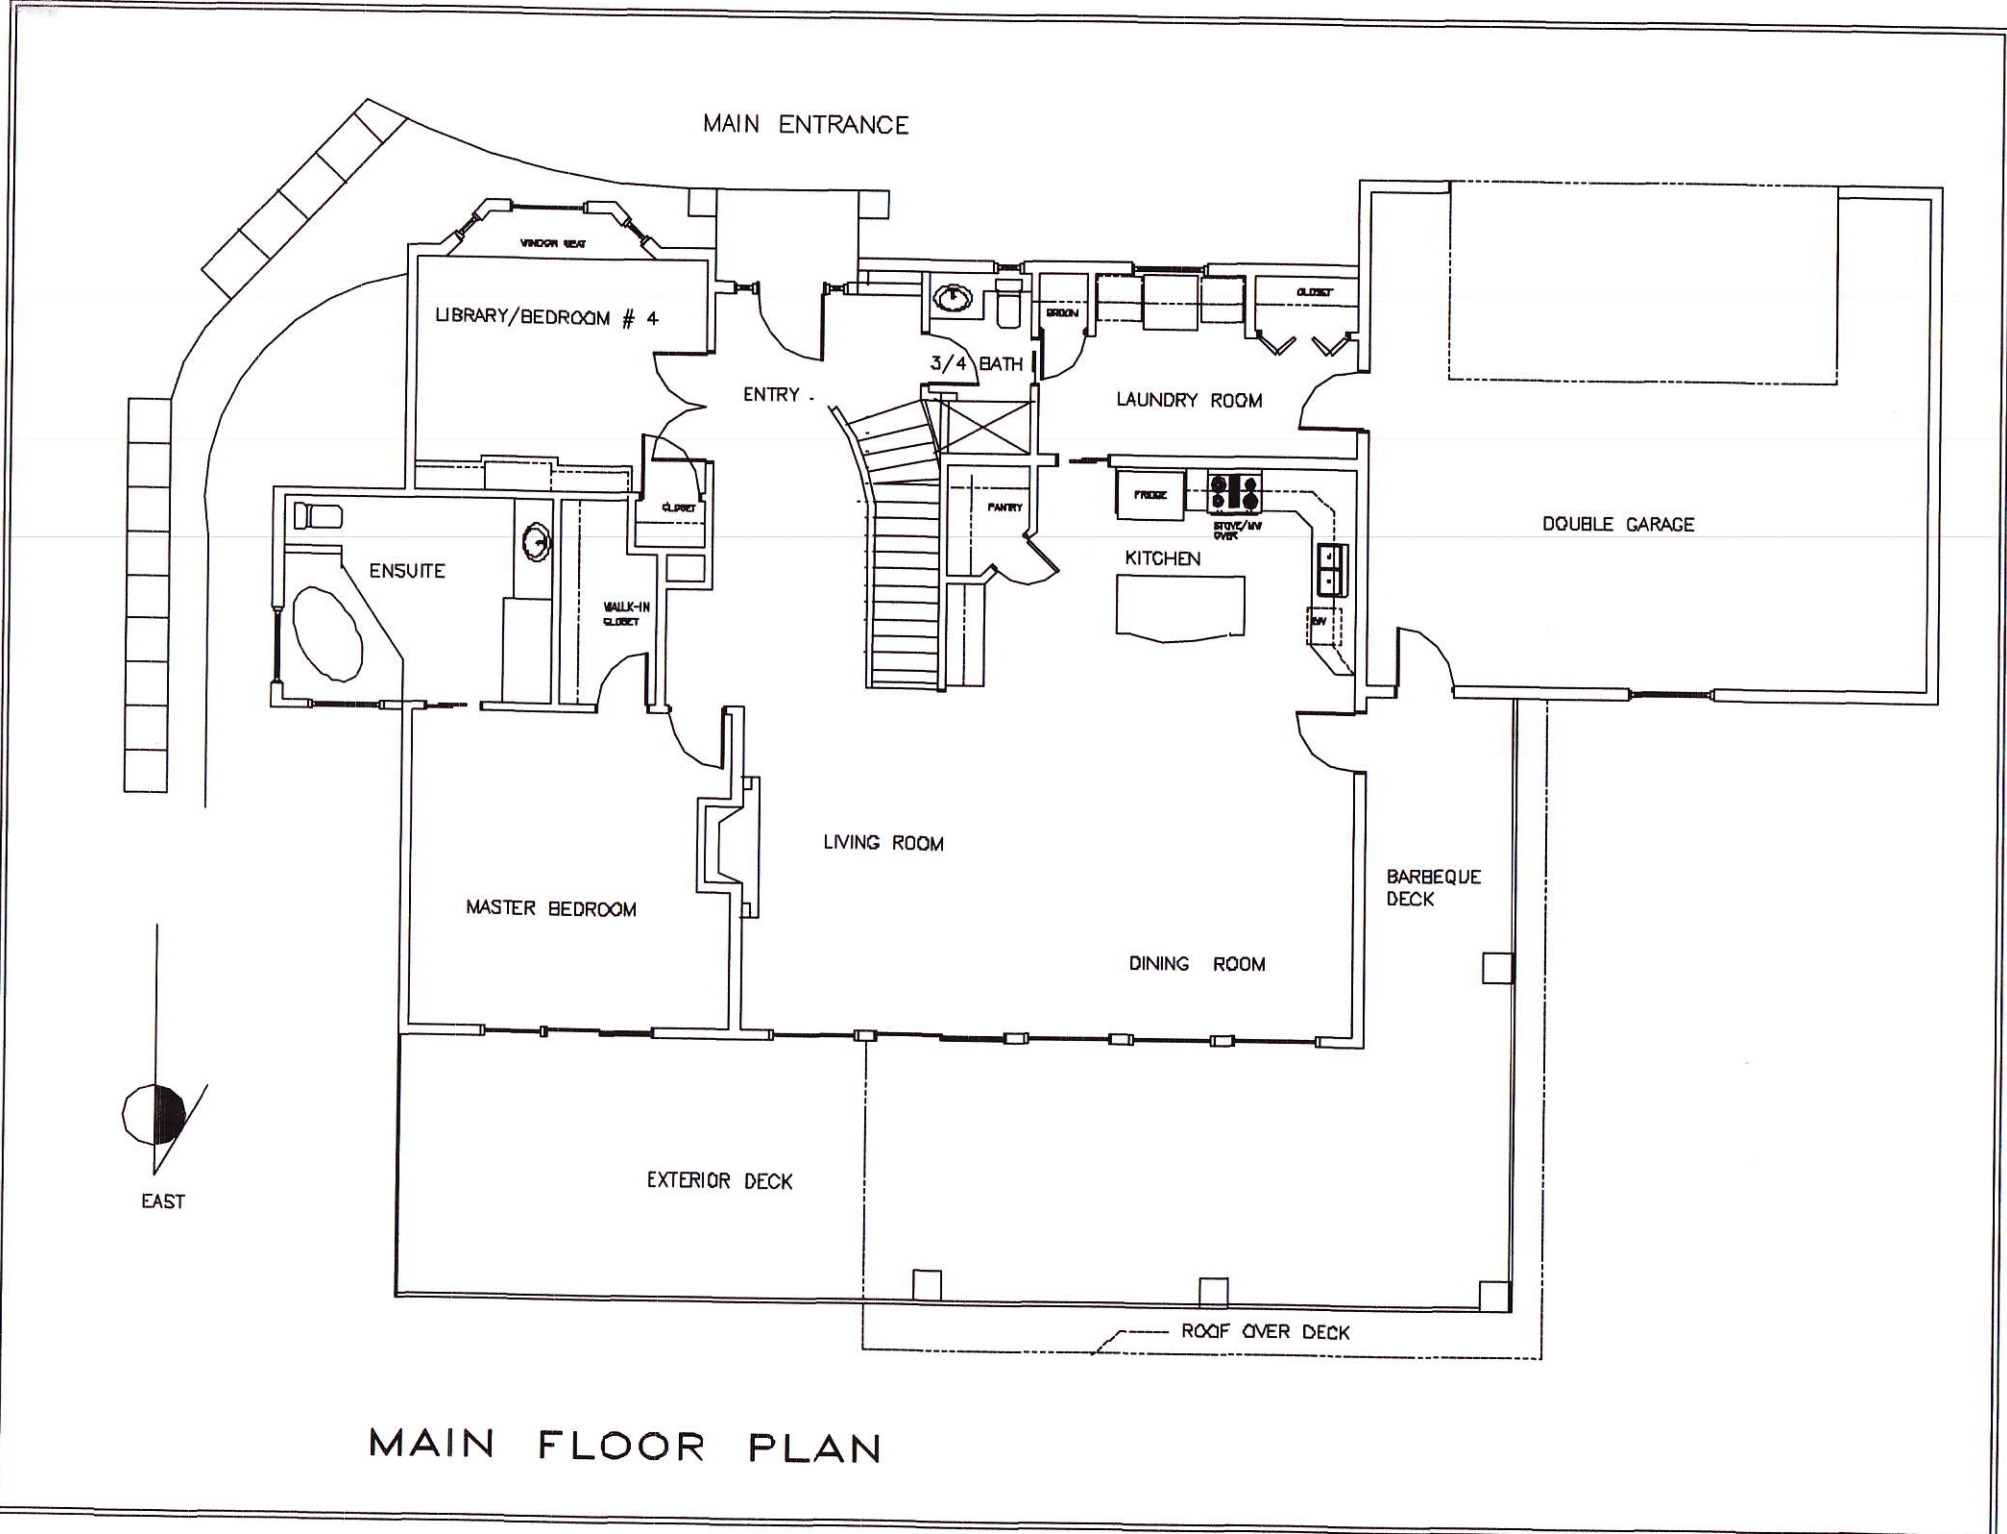 MAIN ENTRANCE
WINDOW SEAT
LIBRARY/BEDROOM # 4
ENTRY
3/4 BATH
BROOM
CLOSET
LAUNDRY ROOM
CLOSET
PANTRY
FRIDGE
STOVE/MW
OVER
KITCHEN
DOUBLE GARAGE
ENSUITE
WALK-IN
CLOSET
DW
LIVING ROOM
BARBEQUE
DECK
MASTER BEDROOM
DINING ROOM
EXTERIOR DECK
EAST
ROOF OVER DECK
MAIN FLOOR PLAN